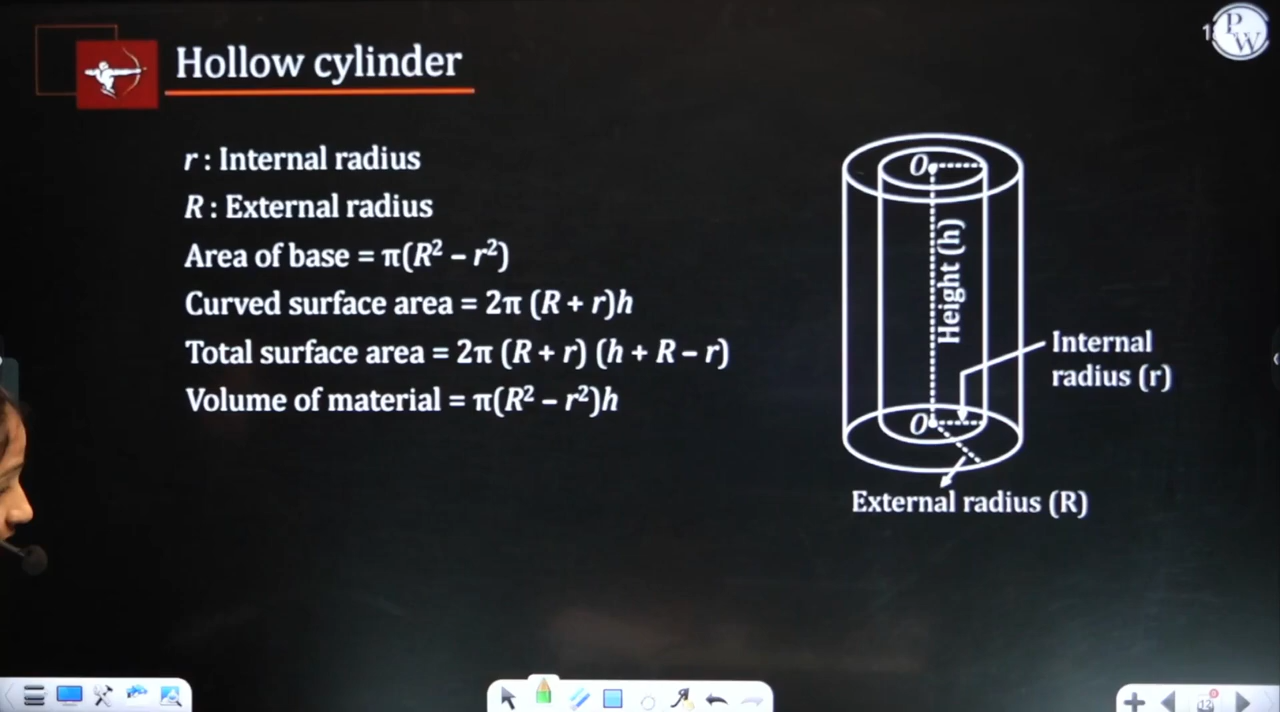 Hollow cylinder
r : Internal radius
R : External radius
Area of base = π(R² – r²)
Curved surface area = 2π (R + r)h
Total surface area = 2π (R + r) (h + R – r)
Volume of material = π(R² – r²)h
O
Height (h)
Internal
radius (r)
O
External radius (R)
PW
12